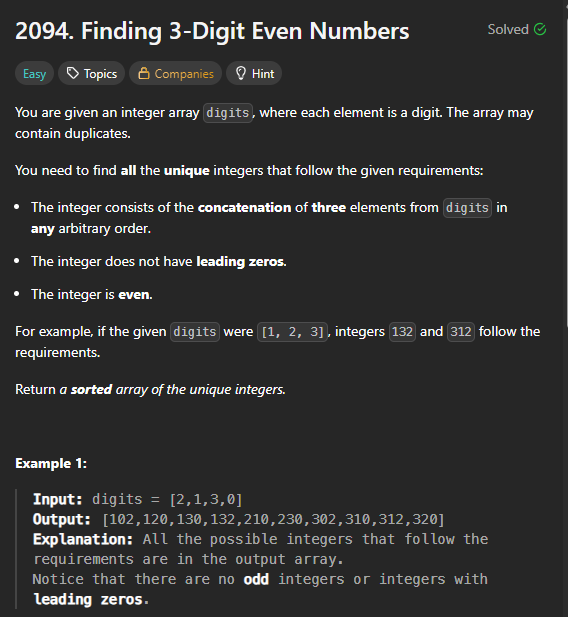 2094. Finding 3-Digit Even Numbers
Solved
Easy Topics Companies Hint
You are given an integer array digits, where each element is a digit. The array may
contain duplicates.
You need to find all the unique integers that follow the given requirements:
• The integer consists of the concatenation of three elements from digits in
any arbitrary order.
• The integer does not have leading zeros.
• The integer is even.
For example, if the given digits were [1, 2, 3], integers 132 and 312 follow the
requirements.
Return a sorted array of the unique integers.
Example 1:
Input: digits = [2,1,3,0]
Output: [102,120,130,132,210,230,302,310,312,320]
Explanation: All the possible integers that follow the
requirements are in the output array.
Notice that there are no odd integers or integers with
leading zeros.